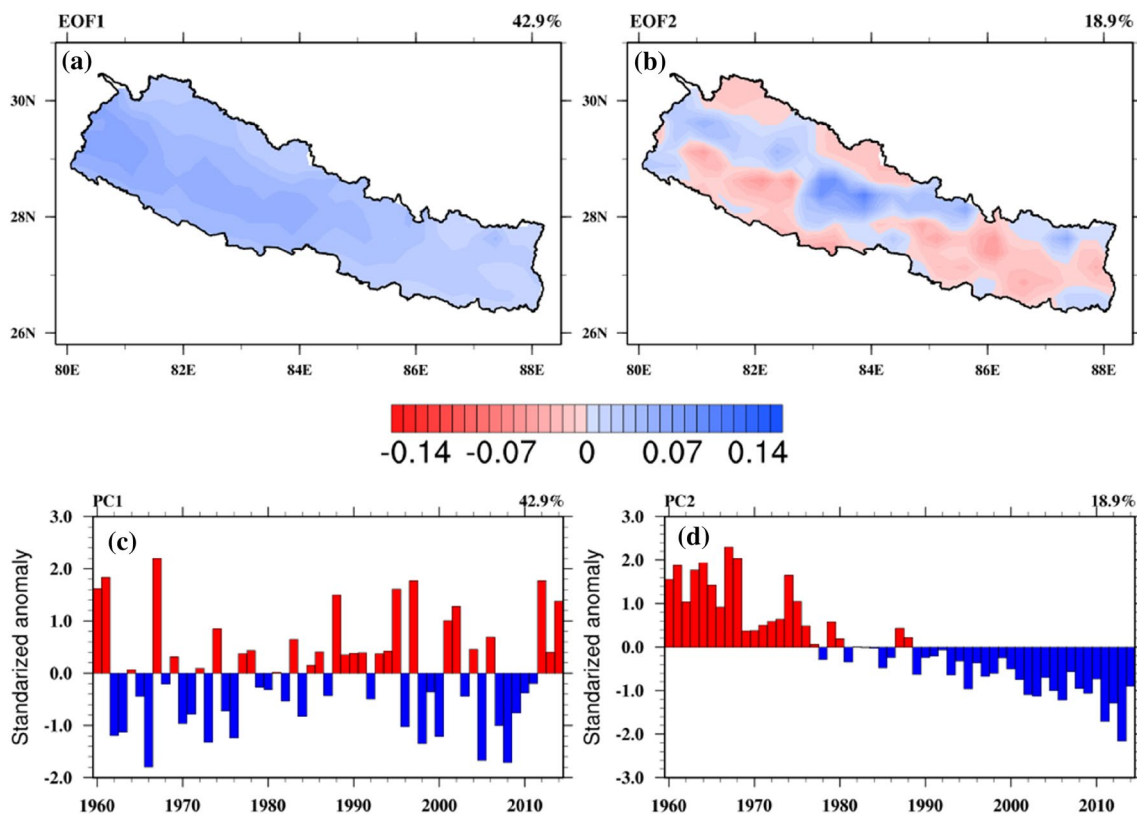 EOF1 42.9% EOF2 18.9%
(a) (b)
30N 30N
28N 28N
26N 26N
80E 82E 84E 86E 88E 80E 82E 84E 86E 88E
-0.14 -0.07 0 0.07 0.14
PC1 42.9% PC2 18.9%
(c) (d)
Standarized anomaly
3.0
2.0
1.0
0.0
-1.0
-2.0
1960 1970 1980 1990 2000 2010
Standarized anomaly
3.0
2.0
1.0
0.0
-1.0
-2.0
-3.0
1960 1970 1980 1990 2000 2010